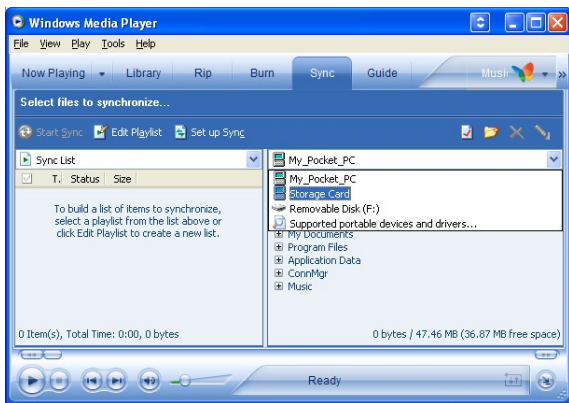 Windows Media Player
File View Play Tools Help
Now Playing Library Rip Burn Sync Guide Music
Select files to synchronize...
Start Sync Edit Playlist Set up Sync
Sync List My_Pocket_PC
T. Status Size My_Pocket_PC
Storage Card
To build a list of items to synchronize, Removable Disk (F:)
select a playlist from the list above or Supported portable devices and drivers...
click Edit Playlist to create a new list. My Documents
Program Files
Application Data
ConnMgr
Music
0 Item(s), Total Time: 0:00, 0 bytes 0 bytes / 47.46 MB (36.87 MB free space)
Ready